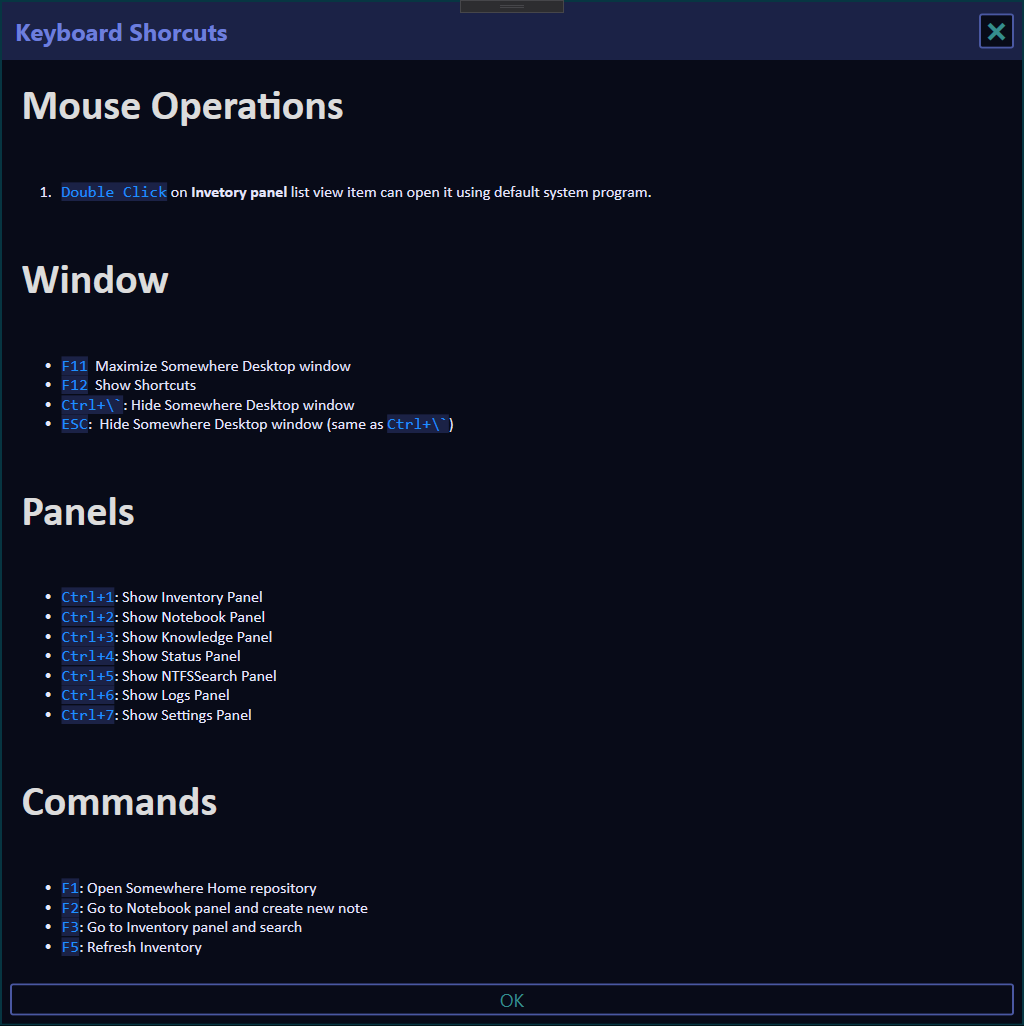 Keyboard Shorcuts
Mouse Operations
1. Double Click on Invetory panel list view item can open it using default system program.
Window
• F11 Maximize Somewhere Desktop window
• F12 Show Shortcuts
• Ctrl+\`: Hide Somewhere Desktop window
• ESC: Hide Somewhere Desktop window (same as Ctrl+\`)
Panels
• Ctrl+1: Show Inventory Panel
• Ctrl+2: Show Notebook Panel
• Ctrl+3: Show Knowledge Panel
• Ctrl+4: Show Status Panel
• Ctrl+5: Show NTFSSearch Panel
• Ctrl+6: Show Logs Panel
• Ctrl+7: Show Settings Panel
Commands
• F1: Open Somewhere Home repository
• F2: Go to Notebook panel and create new note
• F3: Go to Inventory panel and search
• F5: Refresh Inventory
OK